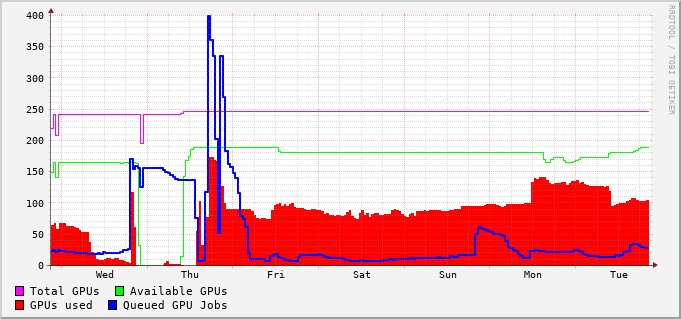 400
350
300
250
200
150
100
50
0
Wed Thu Fri Sat Sun Mon Tue
Total GPUs Available GPUs
GPUs used Queued GPU Jobs
RRDTOOL / TOBI OETIKER